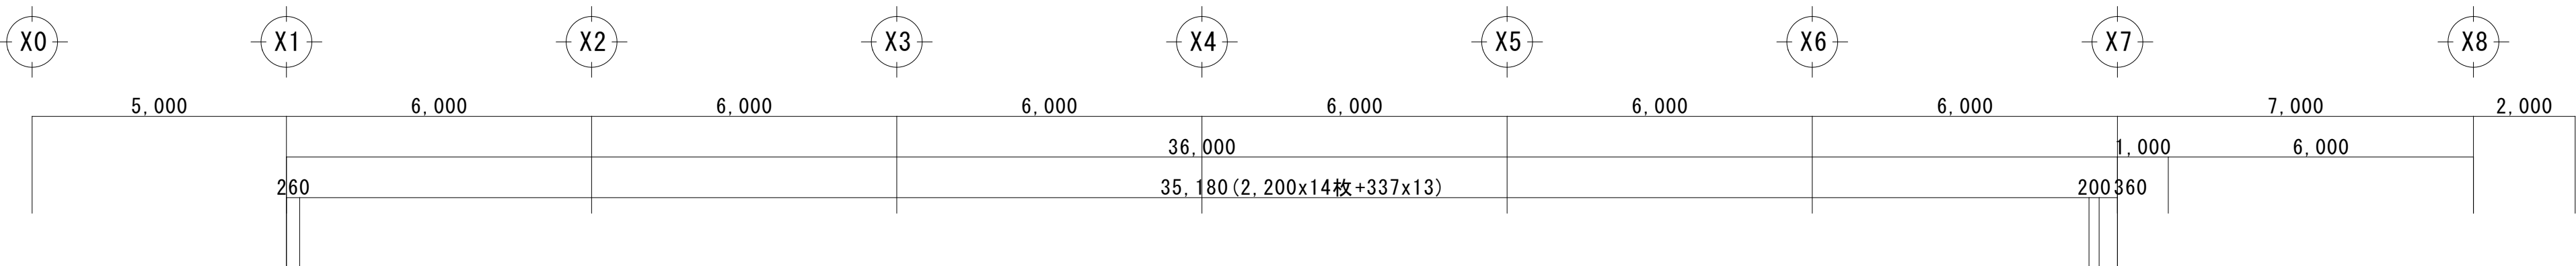 X0 X1 X2 X3 X4 X5 X6 X7 X8
5,000 6,000 6,000 6,000 6,000 6,000 6,000 7,000 2,000
36,000 1,000 6,000
260 35,180(2,200x14枚+337x13) 200 360